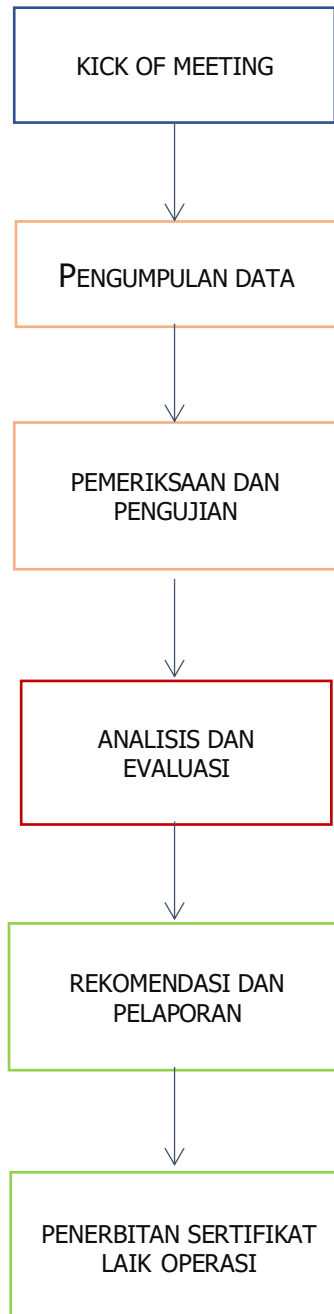 KICK OF MEETING
PENGUMPULAN DATA
PEMERIKSAAN DAN
PENGUJIAN
ANALISIS DAN
EVALUASI
REKOMENDASI DAN
PELAPORAN
PENERBITAN SERTIFIKAT
LAIK OPERASI